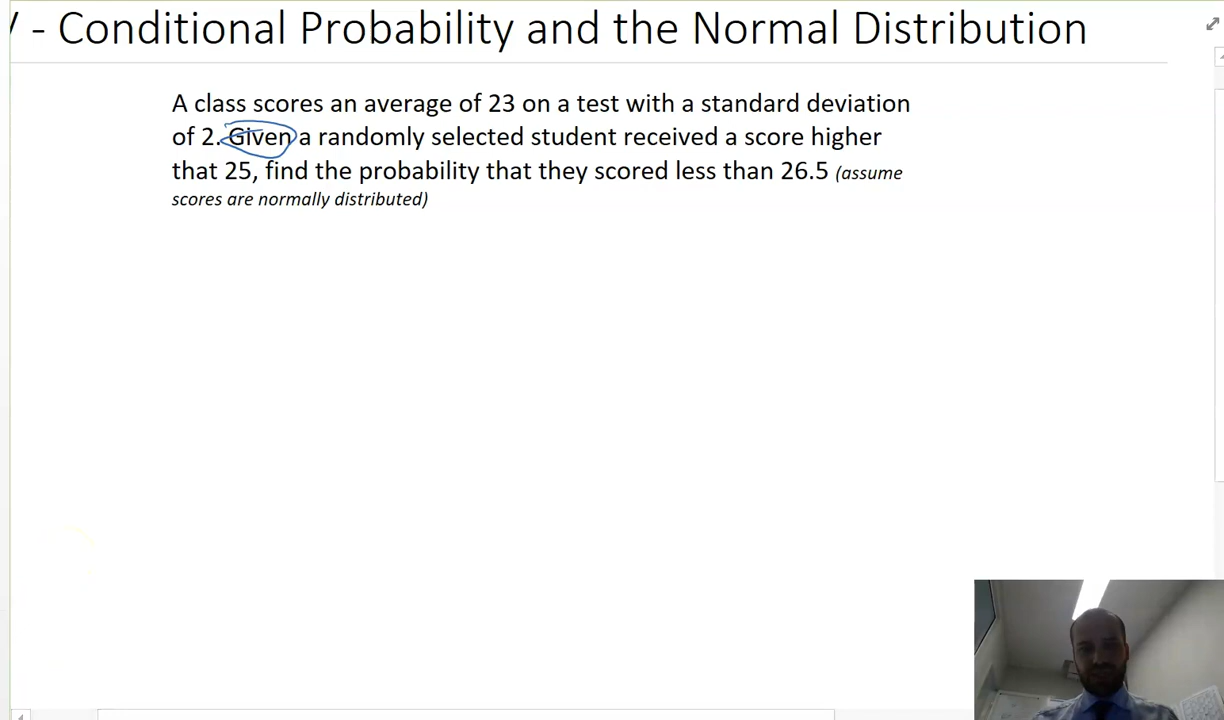 - Conditional Probability and the Normal Distribution
A class scores an average of 23 on a test with a standard deviation
of 2. Given a randomly selected student received a score higher
that 25, find the probability that they scored less than 26.5 (assume
scores are normally distributed)